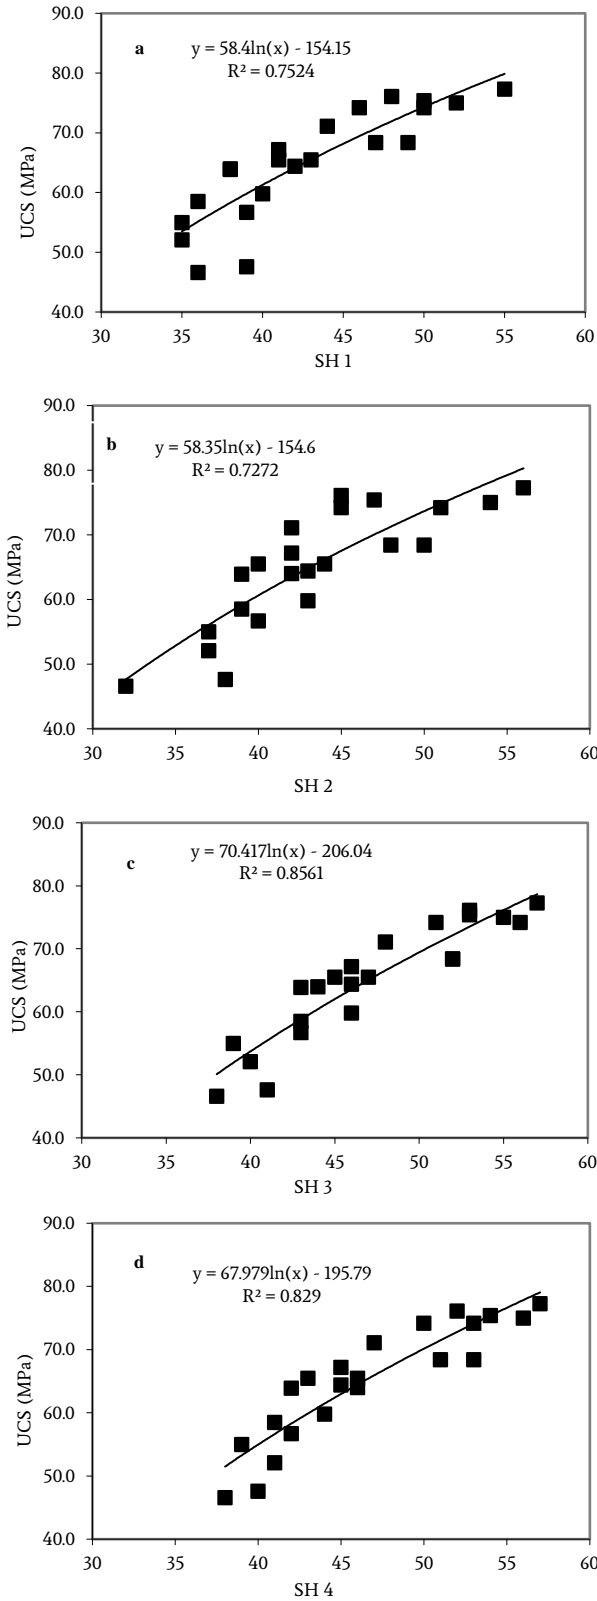 90.0
a
y = 58.4ln(x) - 154.15
R² = 0.7524
80.0
70.0
UCS (MPa)
60.0
50.0
40.0
30 35 40 45 50 55 60
SH 1
90.0
b
y = 58.35ln(x) - 154.6
R² = 0.7272
80.0
70.0
UCS (MPa)
60.0
50.0
40.0
30 35 40 45 50 55 60
SH 2
90.0
c
y = 70.417ln(x) - 206.04
R² = 0.8561
80.0
70.0
UCS (MPa)
60.0
50.0
40.0
30 35 40 45 50 55 60
SH 3
90.0
d
y = 67.979ln(x) - 195.79
R² = 0.829
80.0
70.0
UCS (MPa)
60.0
50.0
40.0
30 35 40 45 50 55 60
SH 4